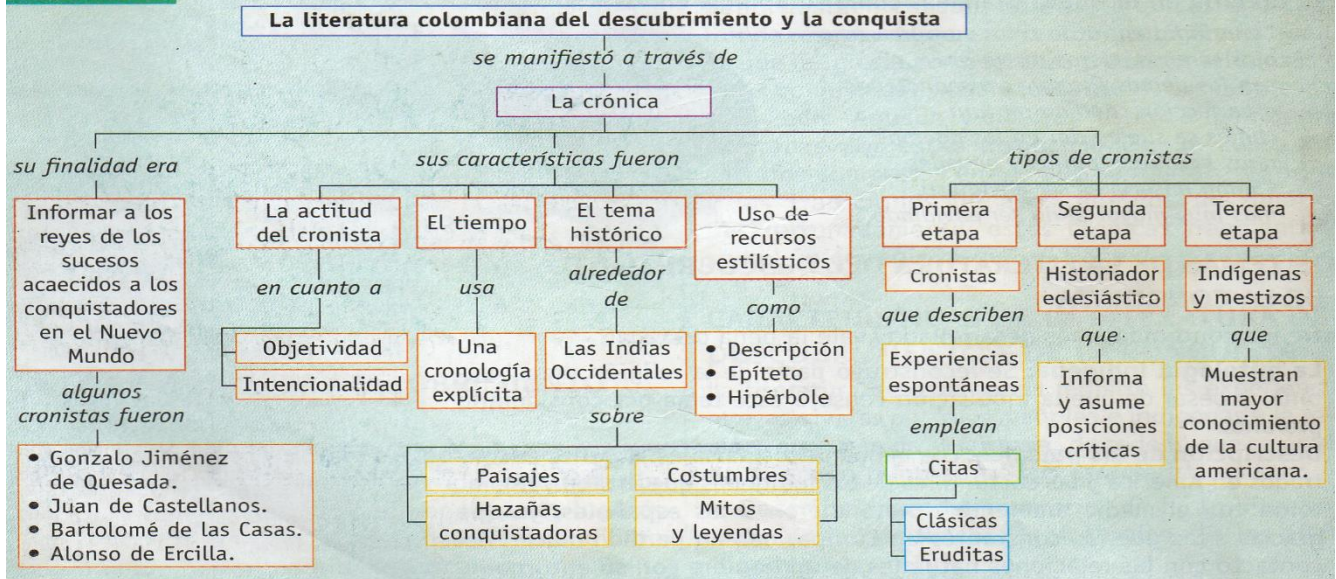 La literatura colombiana del descubrimiento y la conquista
se manifiestó a través de
La crónica
su finalidad era
Informar a los
reyes de los
sucesos
acaecidos a los
conquistadores
en el Nuevo
Mundo
algunos
cronistas fueron
• Gonzalo Jiménez
de Quesada.
• Juan de Castellanos.
• Bartolomé de las Casas.
• Alonso de Ercilla.
sus características fueron
La actitud
del cronista
en cuanto a
Objetividad
Intencionalidad
El tiempo
usa
Una
cronología
explícita
El tema
histórico
alrededor
de
Las Indias
Occidentales
sobre
Paisajes
Hazañas
conquistadoras
Costumbres
Mitos
y leyendas
Uso de
recursos
estilísticos
como
• Descripción
• Epíteto
• Hipérbole
tipos de cronistas
Primera
etapa
Cronistas
que describen
Experiencias
espontáneas
emplean
Citas
Clásicas
Eruditas
Segunda
etapa
Historiador
eclesiástico
que
Informa
y asume
posiciones
críticas
Tercera
etapa
Indígenas
y mestizos
que
Muestran
mayor
conocimiento
de la cultura
americana.